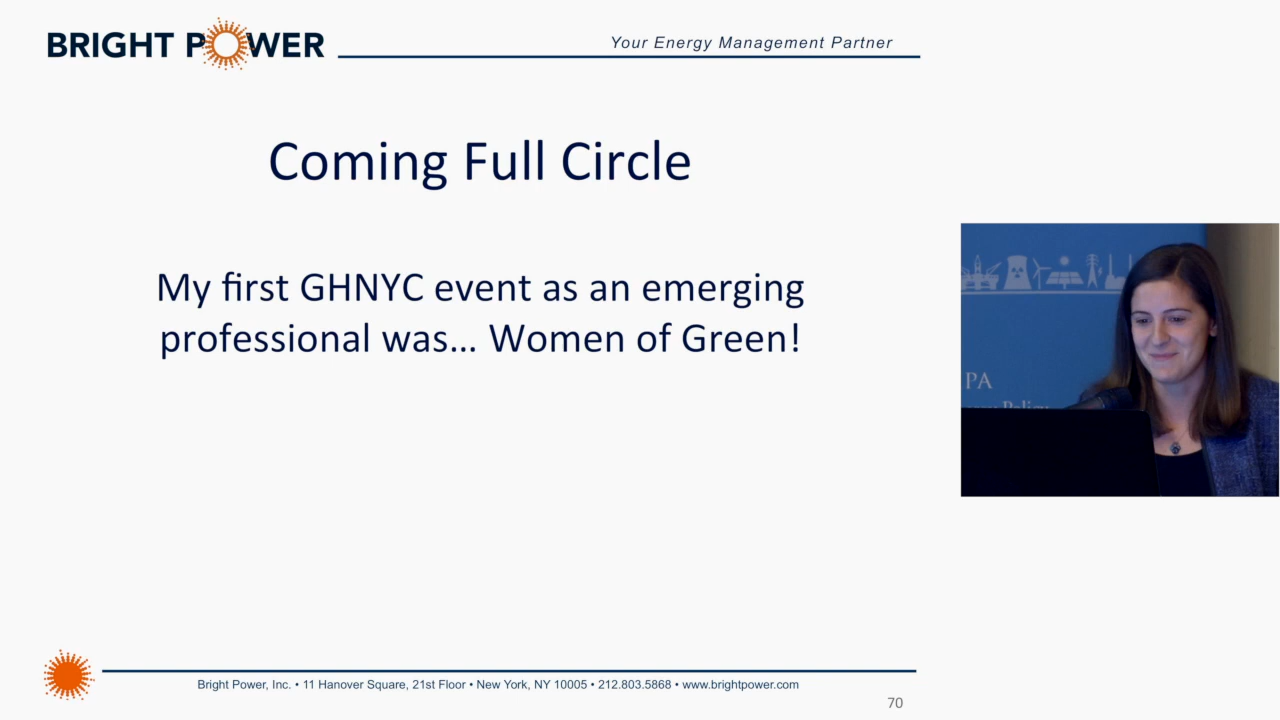 BRIGHT POWER
Your Energy Management Partner
Coming Full Circle
My first GHNYC event as an emerging
professional was... Women of Green!
PA
Policy
Bright Power, Inc. • 11 Hanover Square, 21st Floor • New York, NY 10005 • 212.803.5868 • www.brightpower.com
70